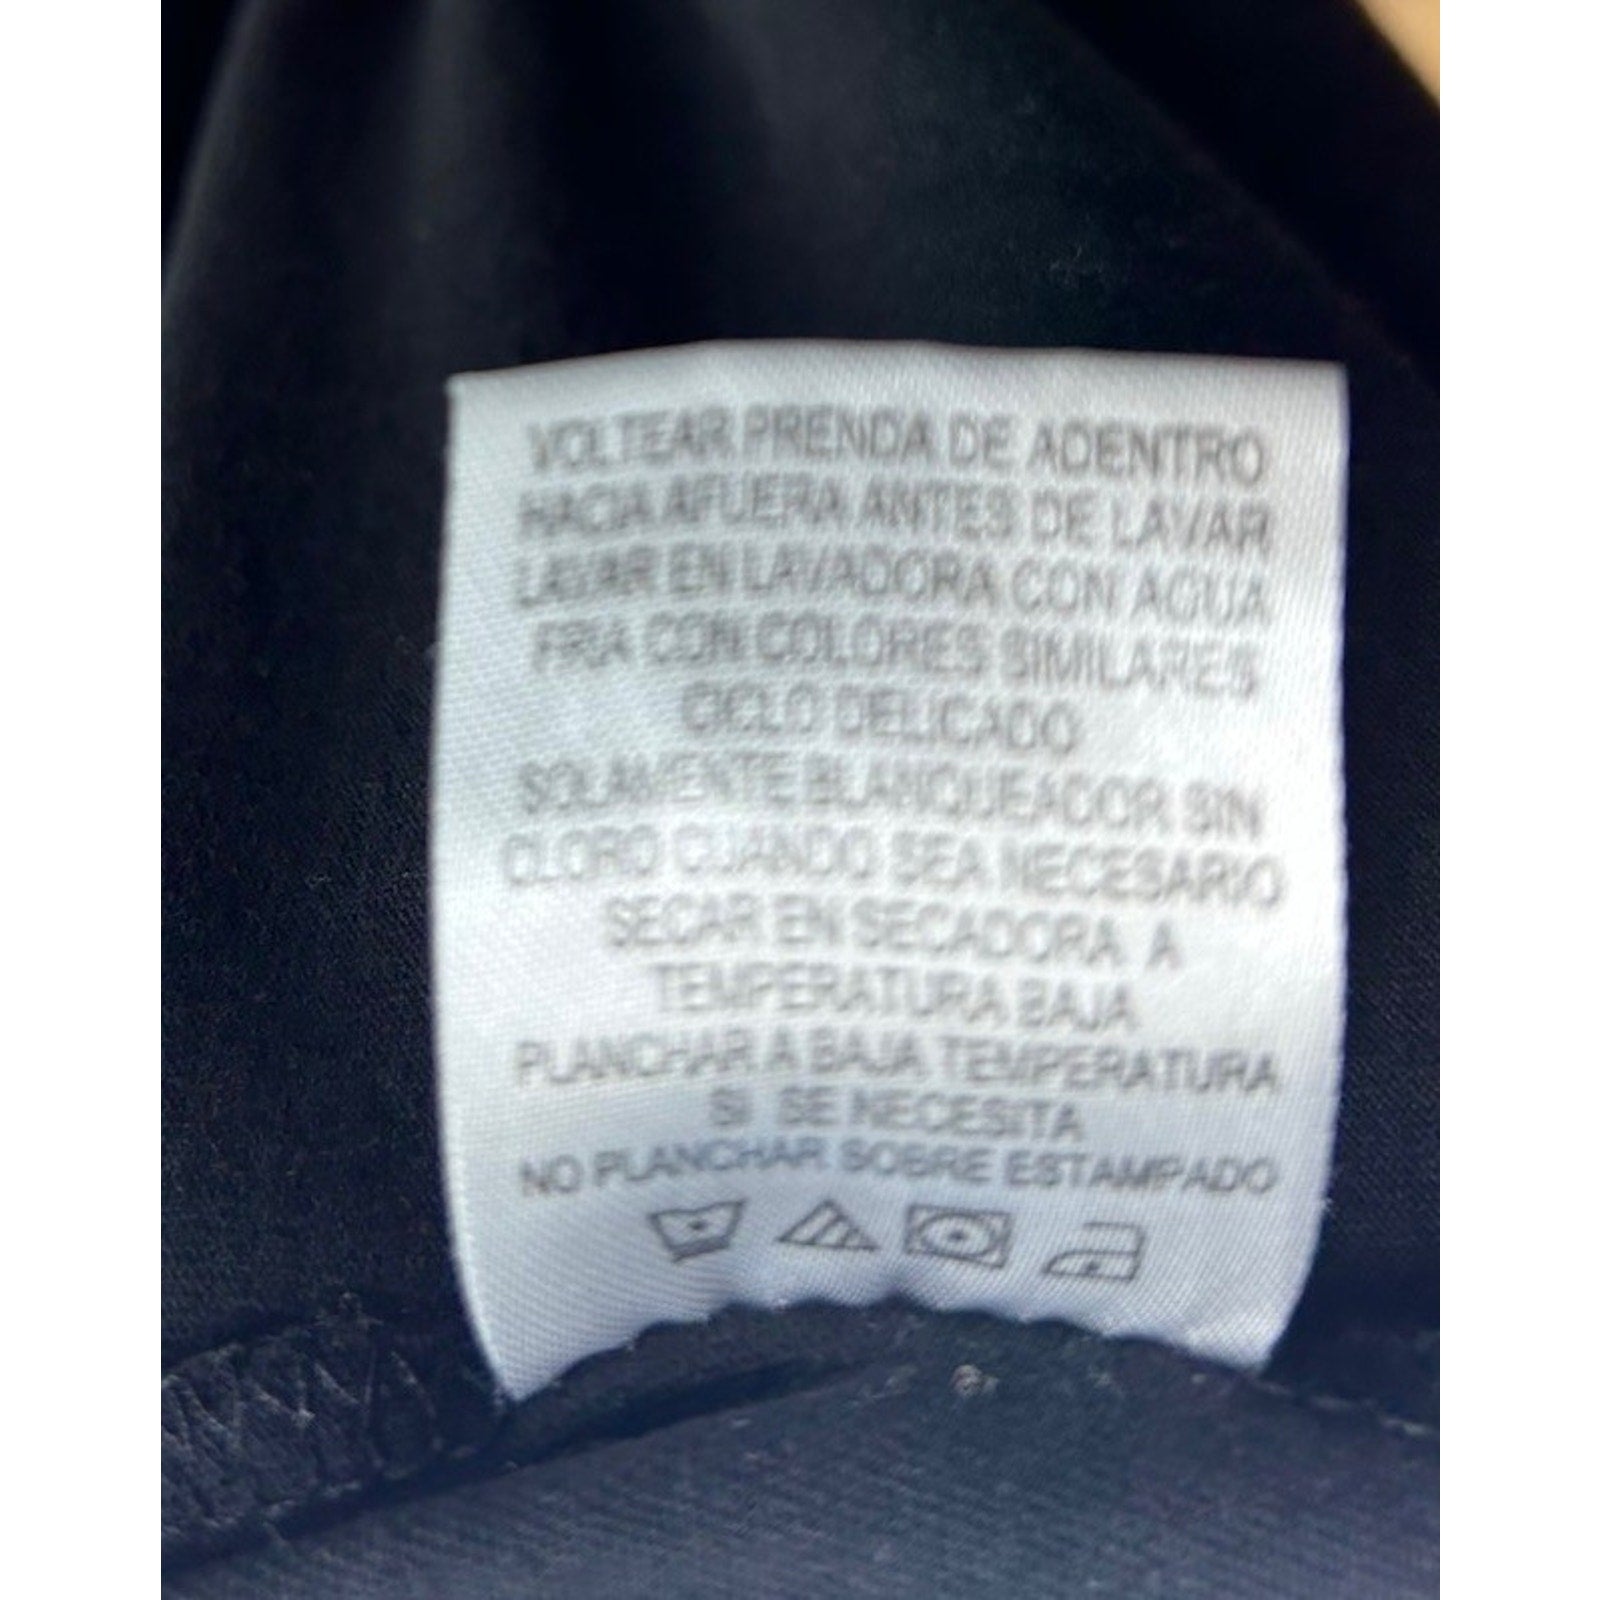 VOLTEAR PRENDA DE ADENTRO
HACIA AFUERA ANTES DE LAVAR
LAVAR EN LAVADORA CON AGUA
FRIA CON COLORES SIMILARES
CICLO DELICADO
SOLAMENTE BLANQUEADOR SIN
CLORO CUANDO SEA NECESARIO
SECAR EN SECADORA A
TEMPERATURA BAJA
PLANCHAR A BAJA TEMPERATURA
SI SE NECESITA
NO PLANCHAR SOBRE ESTAMPADO